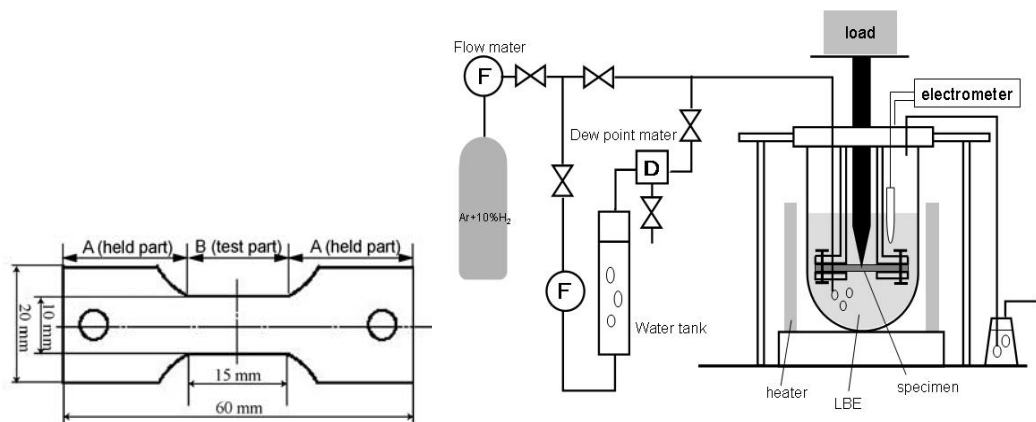 A (held part)
B (test part)
A (held part)
20 mm
10 mm
15 mm
60 mm
load
Flow mater
F
electrometer
Dew point mater
D
Ar+10%H₂
F
Water tank
heater
LBE
specimen